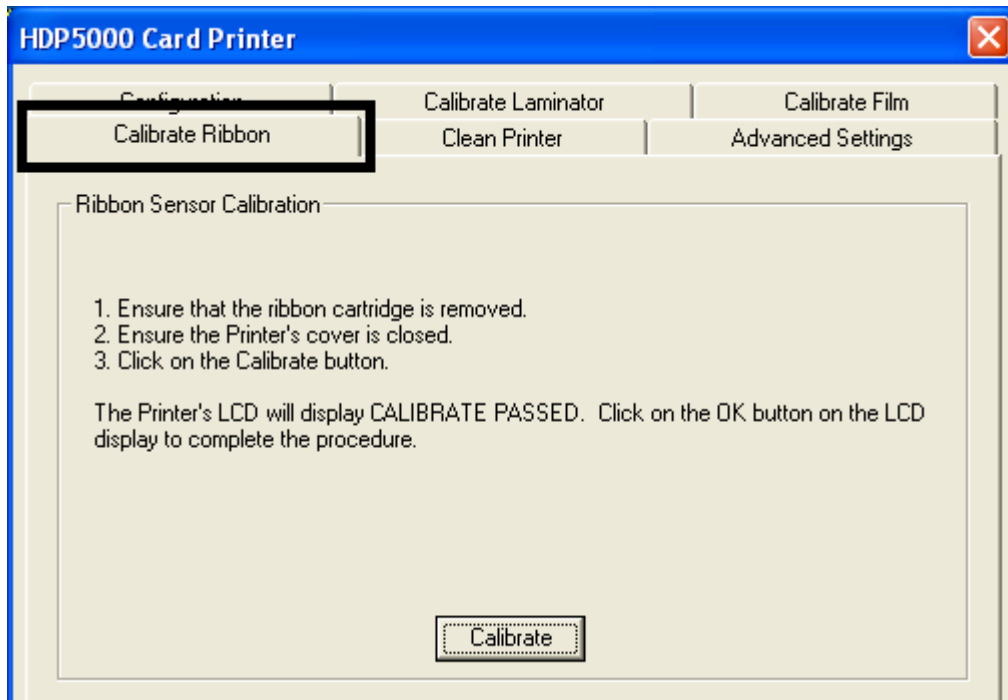 HDP5000 Card Printer
Configuration
Calibrate Laminator
Calibrate Film
Calibrate Ribbon
Clean Printer
Advanced Settings
Ribbon Sensor Calibration
1. Ensure that the ribbon cartridge is removed.
2. Ensure the Printer's cover is closed.
3. Click on the Calibrate button.
The Printer's LCD will display CALIBRATE PASSED.  Click on the OK button on the LCD
display to complete the procedure.
Calibrate